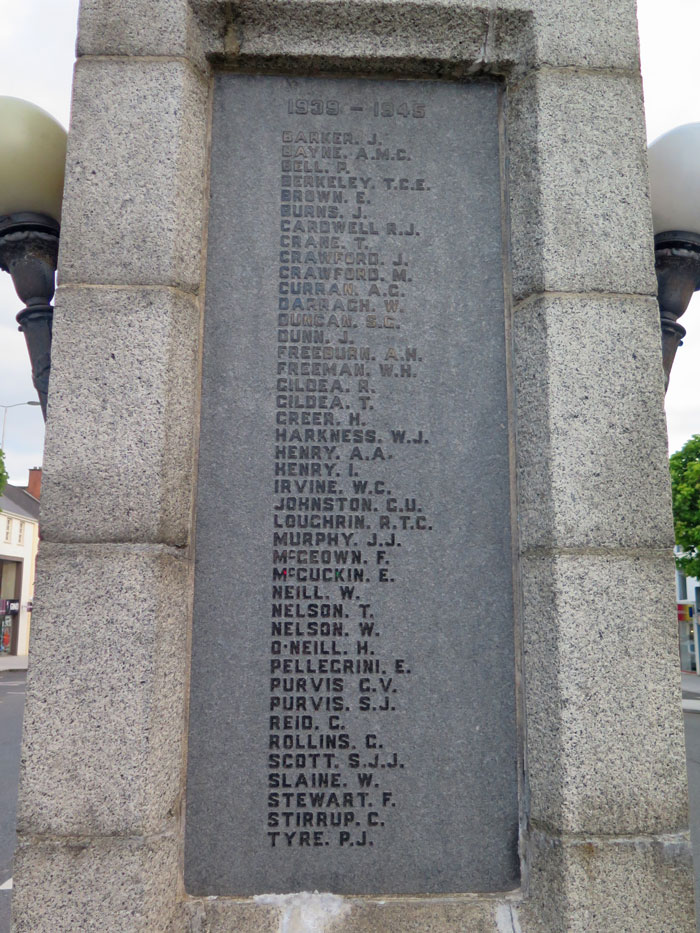 1939 - 1945
BARKER. J.
BAYNE. A.M.C.
BELL. P.
BERKELEY. T.C.E.
BROWN. E.
BURNS. J.
CARDWELL R.J.
CRANE. T.
CRAWFORD. J.
CRAWFORD. M.
CURRAN. A.G.
DARRAGH. W.
DUNCAN. S.G.
DUNN. J.
FREEBURN. A.H.
FREEMAN. W.H.
GILDEA. R.
GILDEA. T.
GREER. H.
HARKNESS. W.J.
HENRY. A.A.
HENRY. I.
IRVINE. W.C.
JOHNSTON. G.U.
LOUGHRIN. R.T.C.
MURPHY. J.J.
McGEOWN. F.
McGUCKIN. E.
NEILL. W.
NELSON. T.
NELSON. W.
O'NEILL. H.
PELLEGRINI. E.
PURVIS G.V.
PURVIS. S.J.
REID. G.
ROLLINS. G.
SCOTT. S.J.J.
SLAINE. W.
STEWART. F.
STIRRUP. C.
TYRE. P.J.